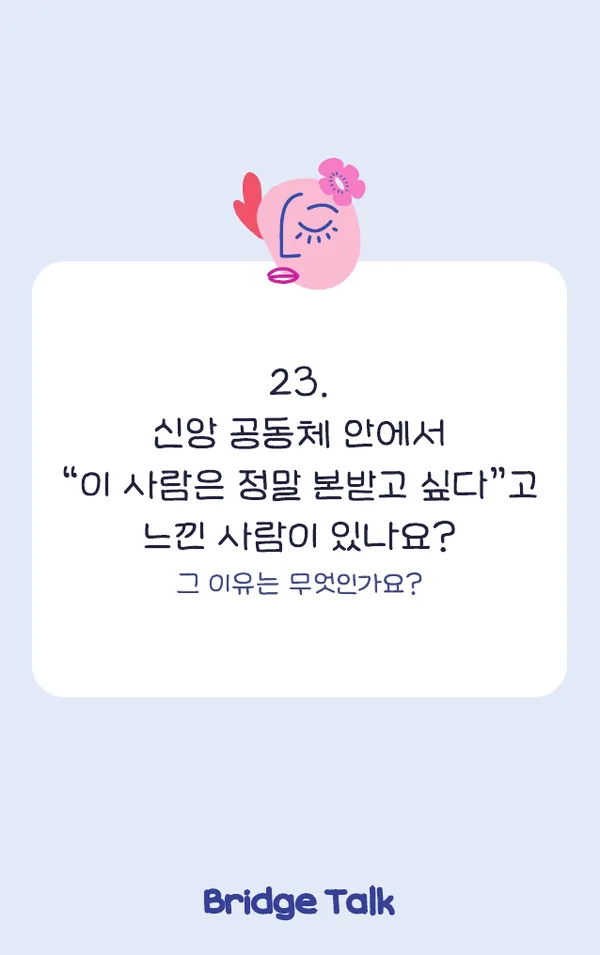 23.
신앙 공동체 안에서
“이 사람은 정말 본받고 싶다”고
느낀 사람이 있나요?
그 이유는 무엇인가요?
Bridge Talk